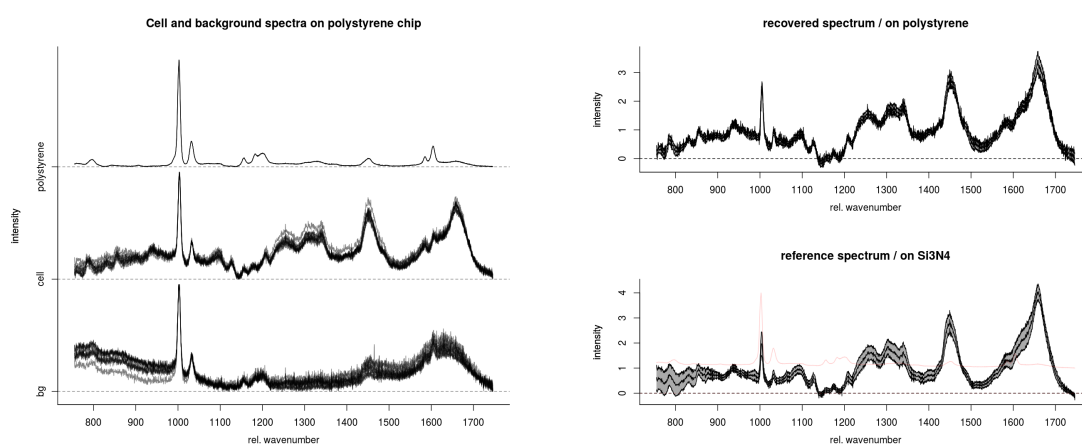 Cell and background spectra on polystyrene chip
intensity
polystyrene
cell
bg
800 900 1000 1100 1200 1300 1400 1500 1600 1700
rel. wavenumber
recovered spectrum / on polystyrene
intensity
3
2
1
0
800 900 1000 1100 1200 1300 1400 1500 1600 1700
rel. wavenumber
reference spectrum / on Si3N4
intensity
4
3
2
1
0
800 900 1000 1100 1200 1300 1400 1500 1600 1700
rel. wavenumber